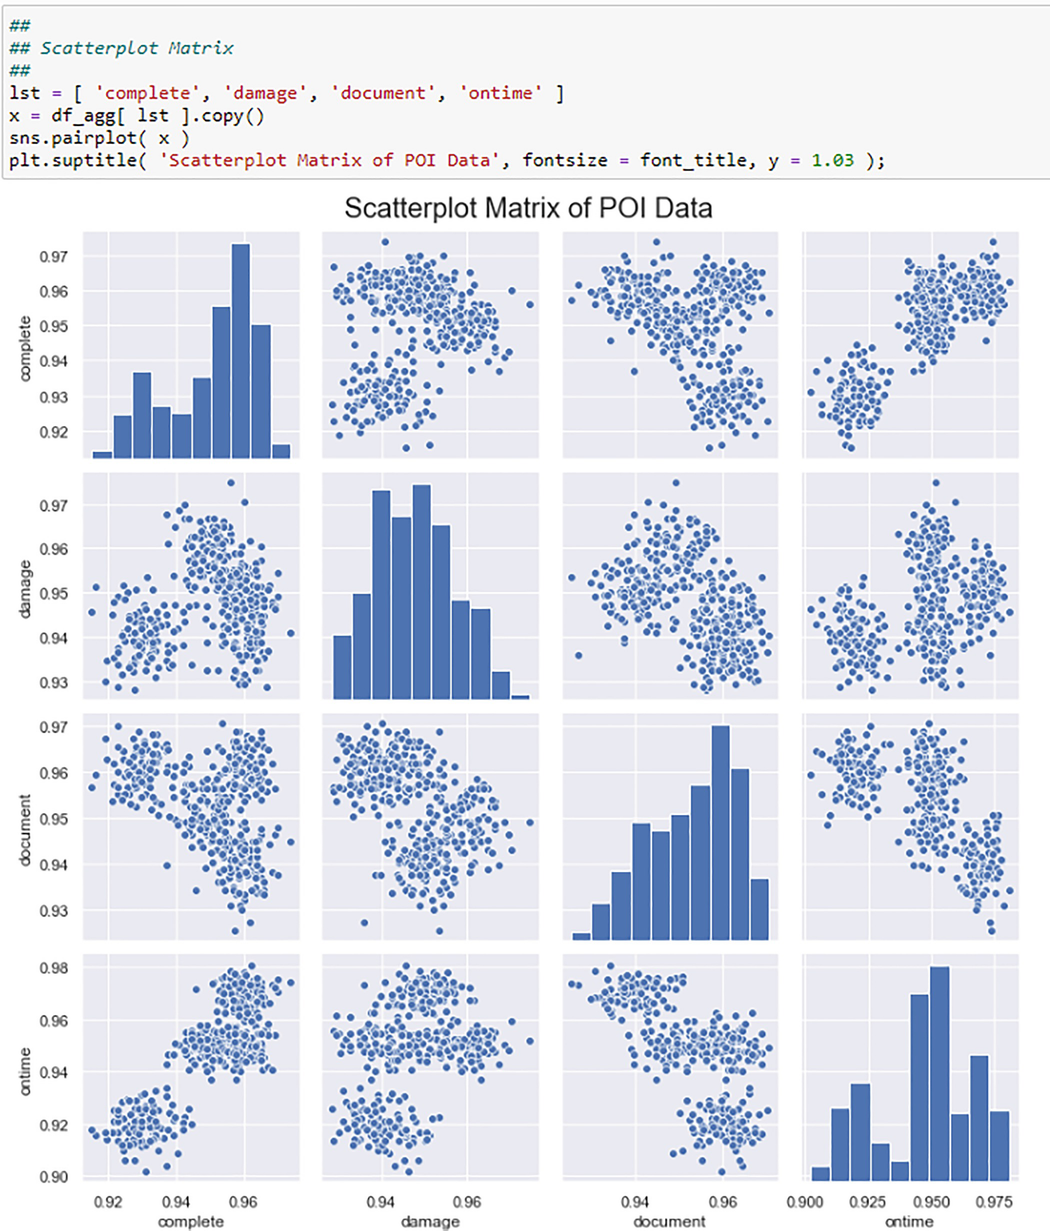 ##
## Scatterplot Matrix
##
lst = [ 'complete', 'damage', 'document', 'ontime' ]
x = df_agg[ lst ].copy()
sns.pairplot( x )
plt.suptitle( 'Scatterplot Matrix of POI Data', fontsize = font_title, y = 1.03 );
Scatterplot Matrix of POI Data
0.97
0.96
0.95
0.94
0.93
0.92
complete
0.97
0.96
0.95
0.94
0.93
damage
0.97
0.96
0.95
0.94
0.93
document
0.98
0.96
0.94
0.92
0.90
ontime
0.92 0.94 0.96 0.94 0.96 0.94 0.96 0.900 0.925 0.950 0.975
complete damage document ontime